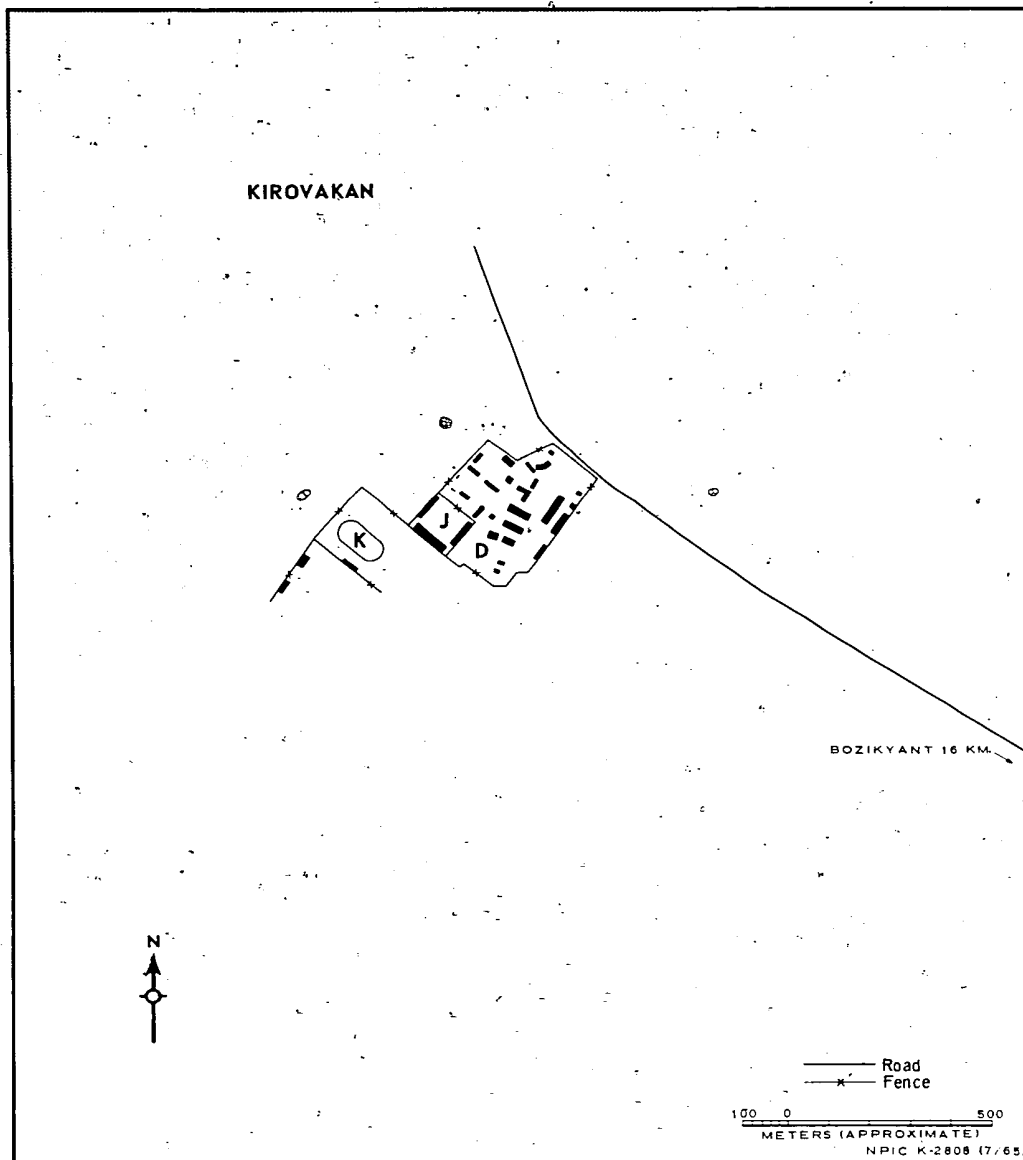 KIROVAKAN
K
J
D
BOZIKYANT 16 KM.
N
Road
Fence
100 0 500
METERS (APPROXIMATE)
NPIC K-2808 (7/65)